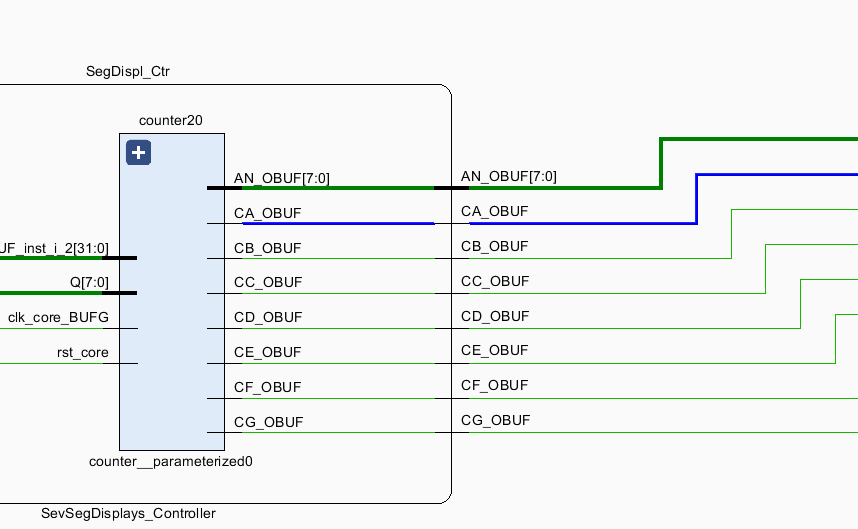 SegDispl_Ctr
counter20
AN_OBUF[7:0]
AN_OBUF[7:0]
CA_OBUF
CA_OBUF
UF_inst_i_2[31:0]
CB_OBUF
CB_OBUF
Q[7:0]
CC_OBUF
CC_OBUF
clk_core_BUFG
CD_OBUF
CD_OBUF
rst_core
CE_OBUF
CE_OBUF
CF_OBUF
CF_OBUF
CG_OBUF
CG_OBUF
counter__parameterized0
SevSegDisplays_Controller